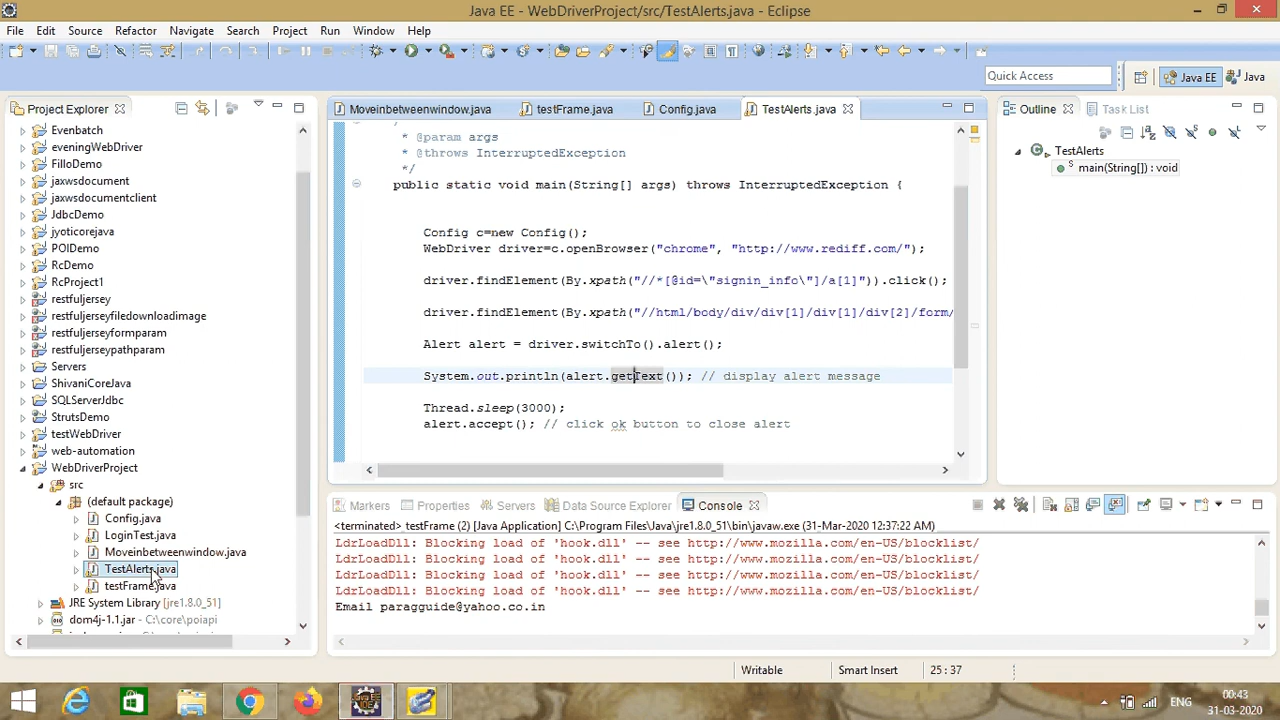 Java EE - WebDriverProject/src/TestAlerts.java - Eclipse
File Edit Source Refactor Navigate Search Project Run Window Help
Quick Access Java EE Java
Project Explorer
Evenbatch
eveningWebDriver
FilloDemo
jaxwsdocument
jaxwsdocumentclient
JdbcDemo
jyoticorejava
POIDemo
RcDemo
RcProject1
restfuljersey
restfuljerseyfiledownloadimage
restfuljerseyformparam
restfuljerseypathparam
Servers
ShivaniCoreJava
SQLServerJdbc
StrutsDemo
testWebDriver
web-automation
WebDriverProject
src
(default package)
Config.java
LoginTest.java
Moveinbetweenwindow.java
TestAlerts.java
testFrame.java
JRE System Library [jre1.8.0_51]
dom4j-1.1.jar - C:\core\poiapi
Moveinbetweenwindow.java testFrame.java Config.java TestAlerts.java
* @param args
* @throws InterruptedException
*/
public static void main(String[] args) throws InterruptedException {
Config c=new Config();
WebDriver driver=c.openBrowser("chrome", "http://www.rediff.com/");
driver.findElement(By.xpath("//*[@id=\"signin_info\"]/a[1]")).click();
driver.findElement(By.xpath("//html/body/div/div[1]/div[1]/div[2]/form/
Alert alert = driver.switchTo().alert();
System.out.println(alert.getText()); // display alert message
Thread.sleep(3000);
alert.accept(); // click ok button to close alert
Outline Task List
TestAlerts
main(String[]) : void
Markers Properties Servers Data Source Explorer Console
<terminated> testFrame (2) [Java Application] C:\Program Files\Java\jre1.8.0_51\bin\javaw.exe (31-Mar-2020 12:37:22 AM)
LdrLoadDll: Blocking load of 'hook.dll' -- see http://www.mozilla.com/en-US/blocklist/
LdrLoadDll: Blocking load of 'hook.dll' -- see http://www.mozilla.com/en-US/blocklist/
LdrLoadDll: Blocking load of 'hook.dll' -- see http://www.mozilla.com/en-US/blocklist/
LdrLoadDll: Blocking load of 'hook.dll' -- see http://www.mozilla.com/en-US/blocklist/
Email paragguide@yahoo.co.in
Writable Smart Insert 25 : 37
ENG
00:43
31-03-2020